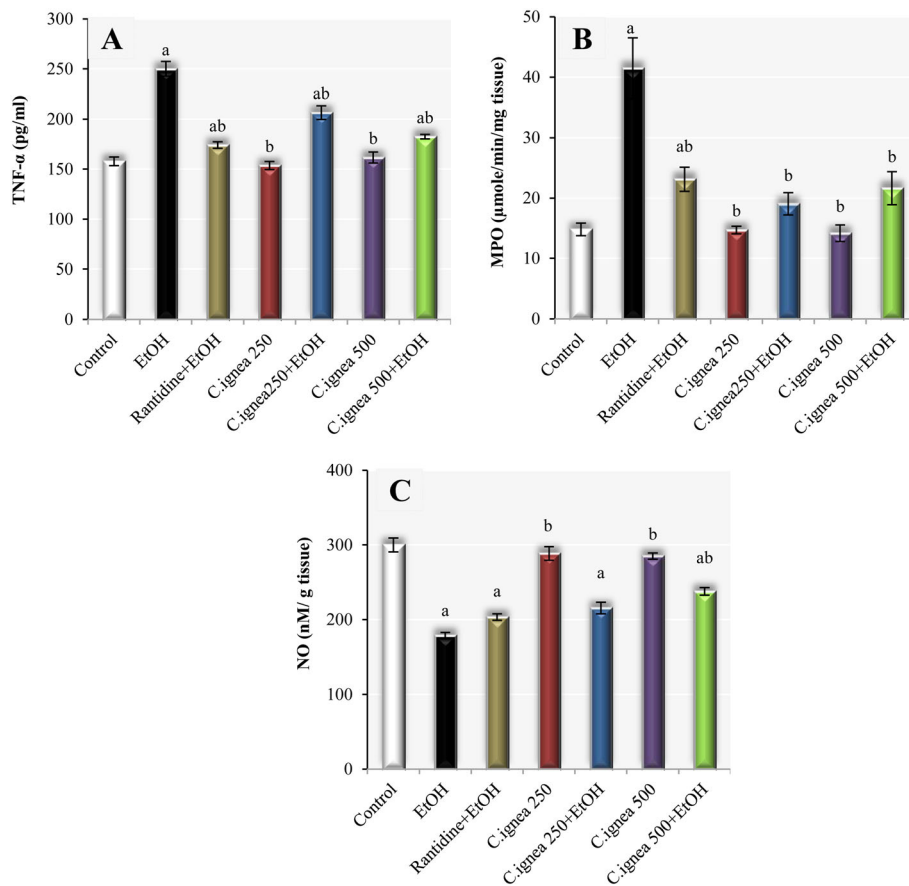 A
TNF-α (pg/ml)
300
250
200
150
100
50
0
a
ab
b
ab
b
ab
Control
EtOH
Rantidine+EtOH
C.ignea 250
C.ignea250+EtOH
C.ignea 500
C.ignea 500+EtOH
B
MPO (µmole/min/mg tissue)
50
40
30
20
10
0
a
ab
b
b
b
b
Control
EtOH
Rantidine+EtOH
C.ignea 250
C.ignea250+EtOH
C.ignea 500
C.ignea 500+EtOH
C
NO (nM/ g tissue)
400
300
200
100
0
a
a
b
a
b
ab
Control
EtOH
Rantidine+EtOH
C.ignea 250
C.ignea 250+EtOH
C.ignea 500
C.ignea 500+EtOH